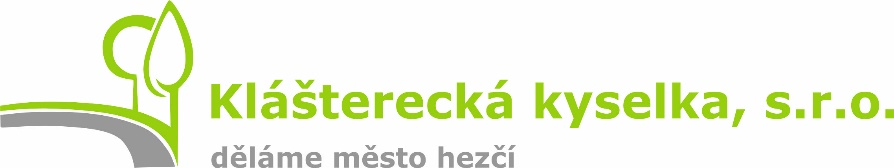 Klášterecká kyselka, s.r.o.
děláme město hezčí